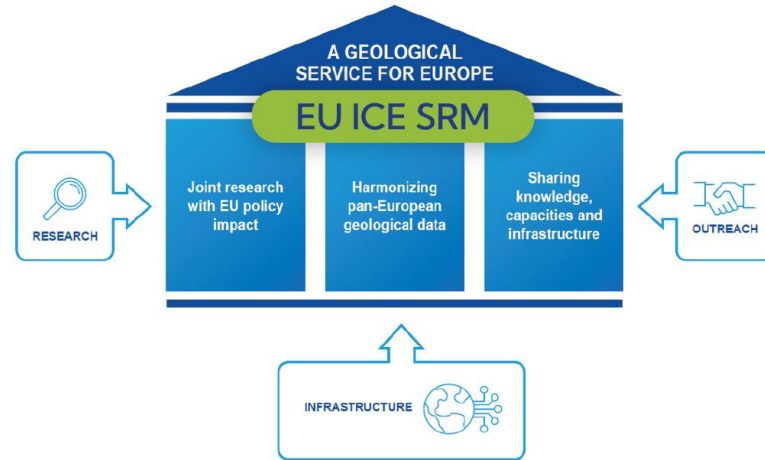 A GEOLOGICAL
SERVICE FOR EUROPE
EU ICE SRM
Joint research
with EU policy
impact
Harmonizing
pan-European
geological data
Sharing
knowledge,
capacities and
infrastructure
RESEARCH
OUTREACH
INFRASTRUCTURE